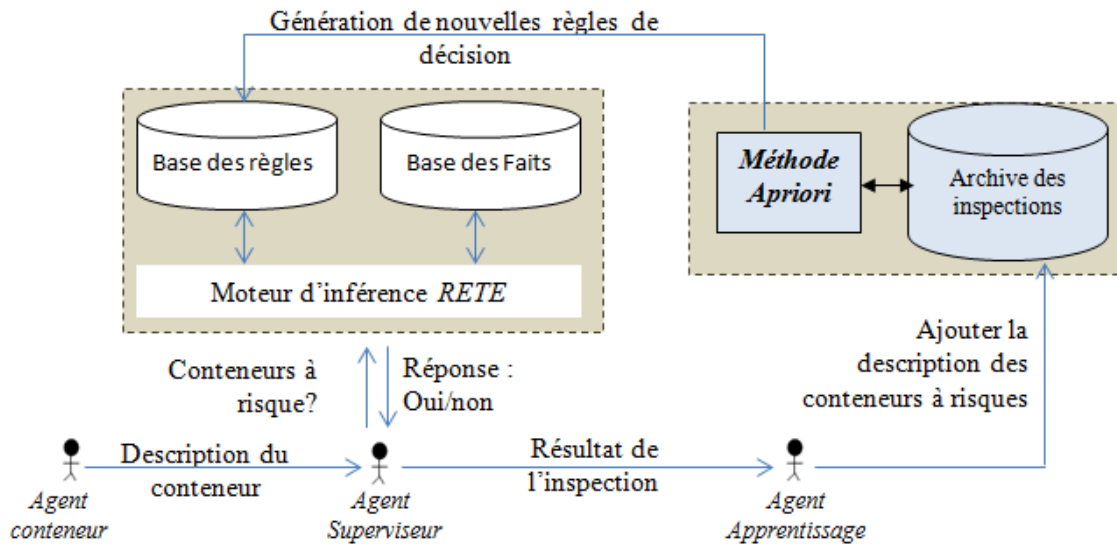 Génération de nouvelles règles de
décision
Base des règles
Base des Faits
Méthode
Apriori
Archive des
inspections
Moteur d'inférence RETE
Conteneurs à
risque?
Réponse :
Oui/non
Ajouter la
description des
conteneurs à risques
Description du
conteneur
Résultat de
l'inspection
Agent
conteneur
Agent
Superviseur
Agent
Apprentissage